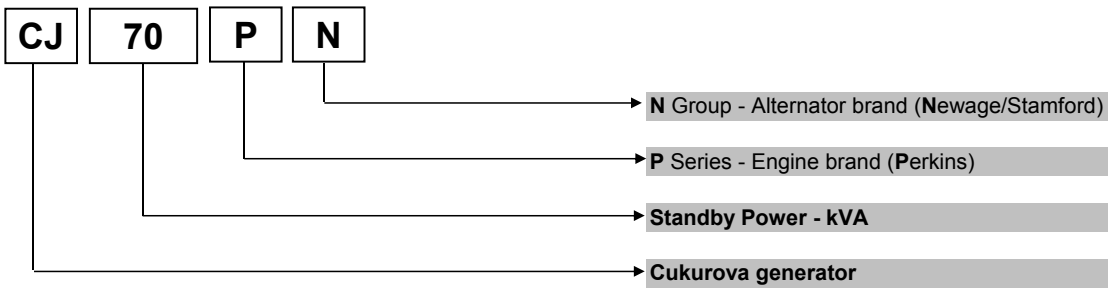 CJ 70 P N
N Group - Alternator brand (Newage/Stamford)
P Series - Engine brand (Perkins)
Standby Power - kVA
Cukurova generator